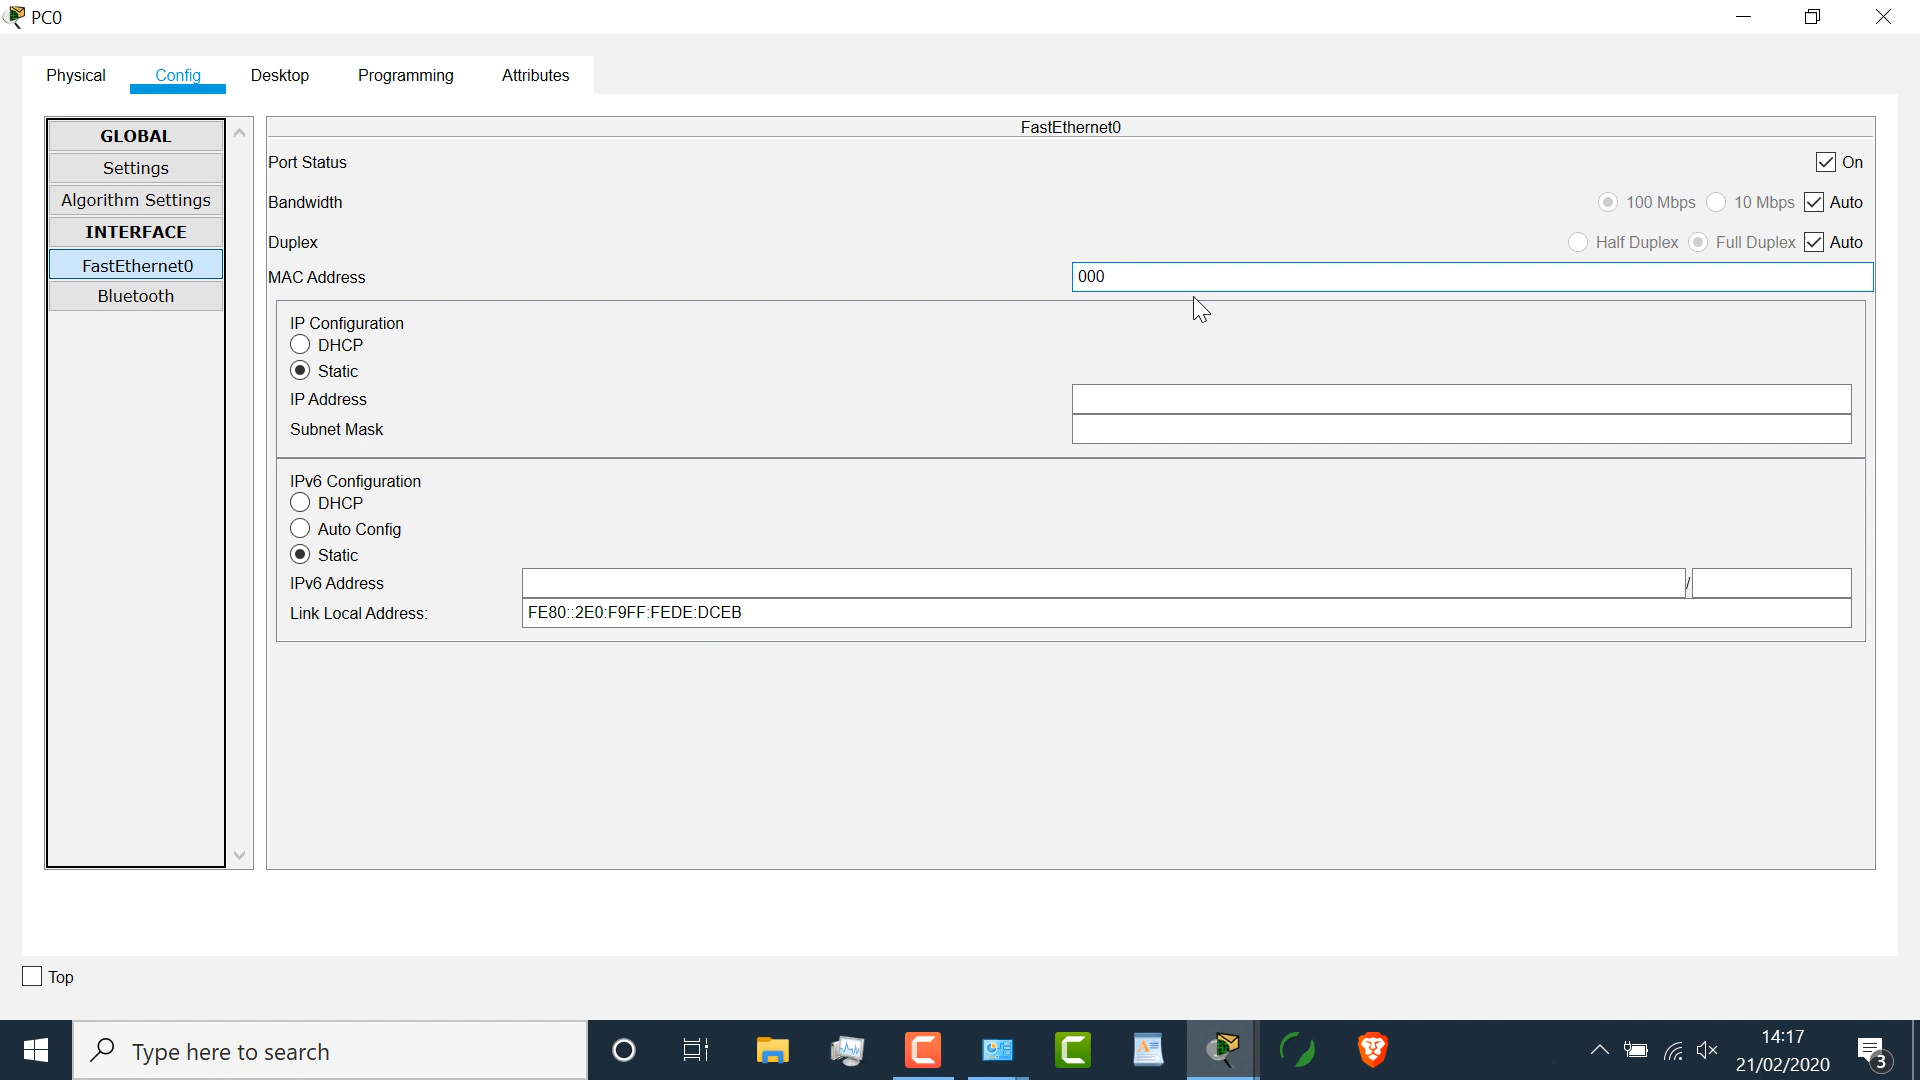 PC0
Physical Config Desktop Programming Attributes
GLOBAL
Settings
Algorithm Settings
INTERFACE
FastEthernet0
Bluetooth
FastEthernet0
Port Status On
Bandwidth 100 Mbps 10 Mbps Auto
Duplex Half Duplex Full Duplex Auto
MAC Address 000
IP Configuration
DHCP
Static
IP Address
Subnet Mask
IPv6 Configuration
DHCP
Auto Config
Static
IPv6 Address /
Link Local Address: FE80::2E0:F9FF:FEDE:DCEB
Top
Type here to search
14:17
21/02/2020
3